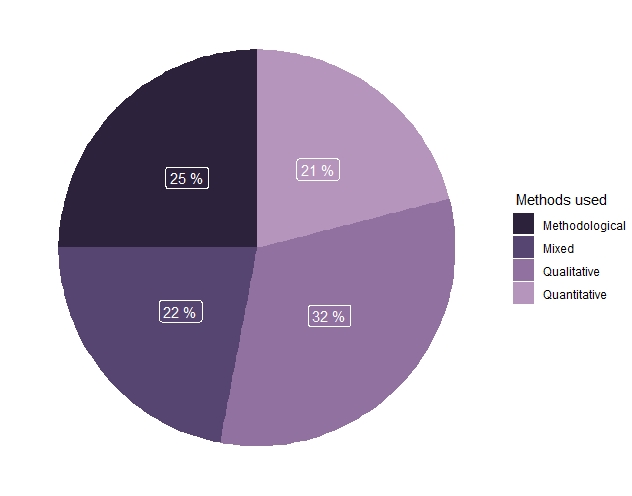 21 %
25 %
22 %
32 %
Methods used
Methodological
Mixed
Qualitative
Quantitative